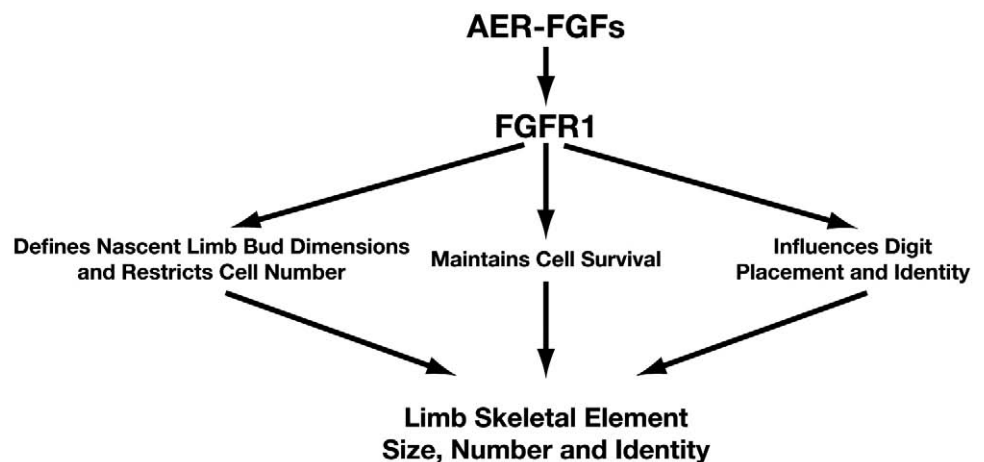 AER-FGFs
FGFR1
Defines Nascent Limb Bud Dimensions
and Restricts Cell Number
Maintains Cell Survival
Influences Digit
Placement and Identity
Limb Skeletal Element
Size, Number and Identity